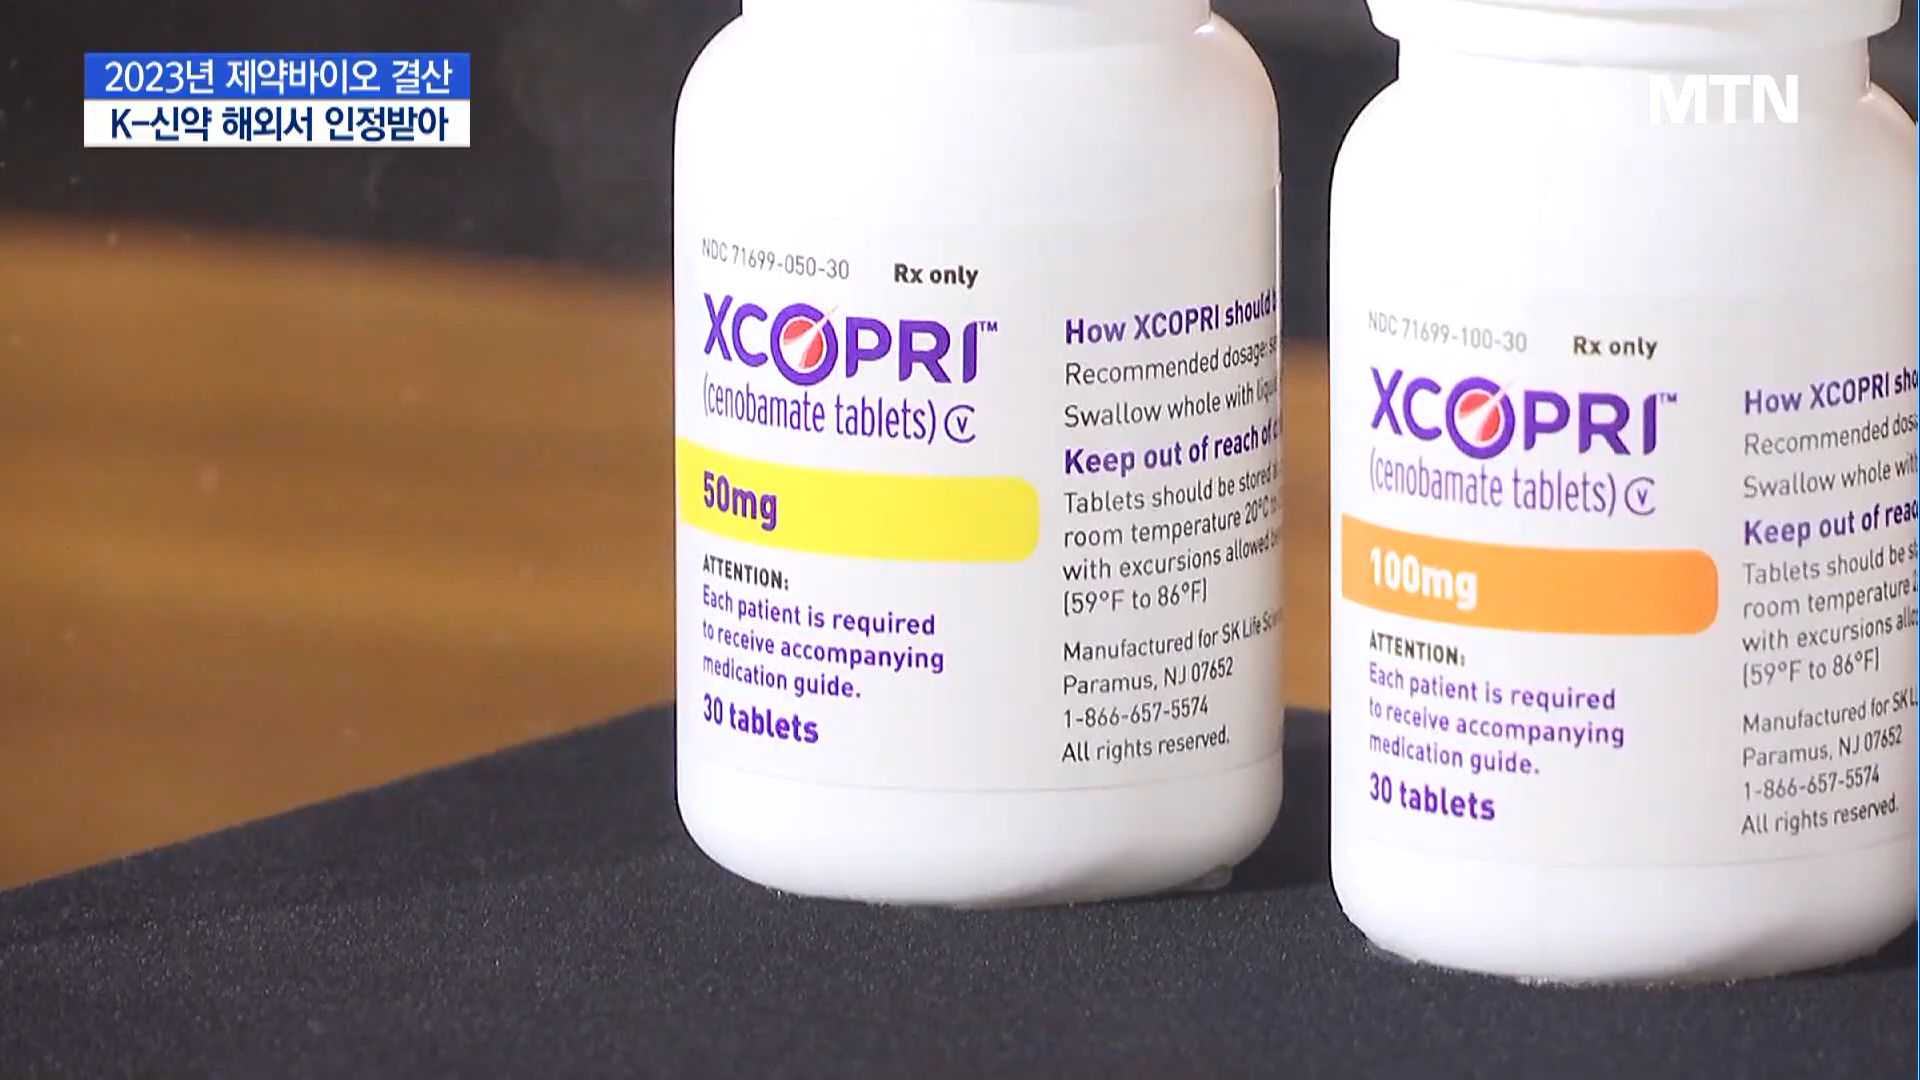 2023년 제약바이오 결산
K-신약 해외서 인정받아
MTN
NDC 71699-050-30 Rx only
XCOPRI™
(cenobamate tablets) CV
50mg
ATTENTION:
Each patient is required
to receive accompanying
medication guide.
30 tablets
How XCOPRI should
Recommended dosage:
Swallow whole with
Keep out of reach of
Tablets should be stored
room temperature 20°C
with excursions allowed
(59°F to 86°F)
Manufactured for SK Life
Paramus, NJ 07652
1-866-657-5574
All rights reserved.
NDC 71699-100-30 Rx only
XCOPRI™
(cenobamate tablets) CV
100mg
ATTENTION:
Each patient is required
to receive accompanying
medication guide.
30 tablets
How XCOPRI
Recommended
Swallow whole
Keep out of
Tablets should be
room temperature
with excursions
(59°F to 86°F)
Manufactured for SK
Paramus, NJ 07652
1-866-657-5574
All rights reserved.